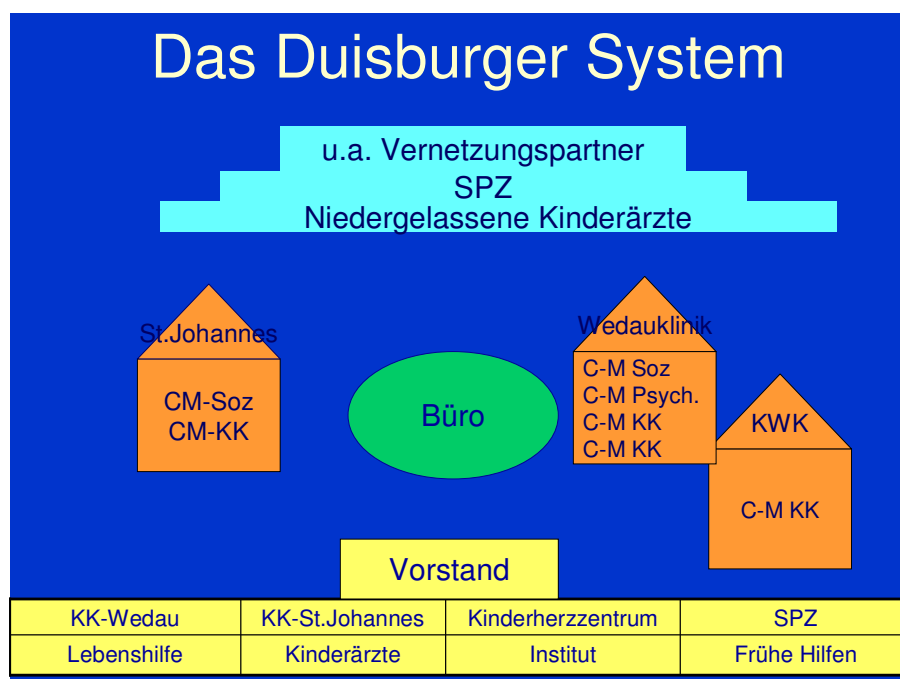 Das Duisburger System
u.a. Vernetzungspartner
SPZ
Niedergelassene Kinderärzte
St.Johannes
CM-Soz
CM-KK
Büro
Wedauklinik
C-M Soz
C-M Psych.
C-M KK
C-M KK
KWK
C-M KK
Vorstand
KK-Wedau KK-St.Johannes Kinderherzzentrum SPZ
Lebenshilfe Kinderärzte Institut Frühe Hilfen